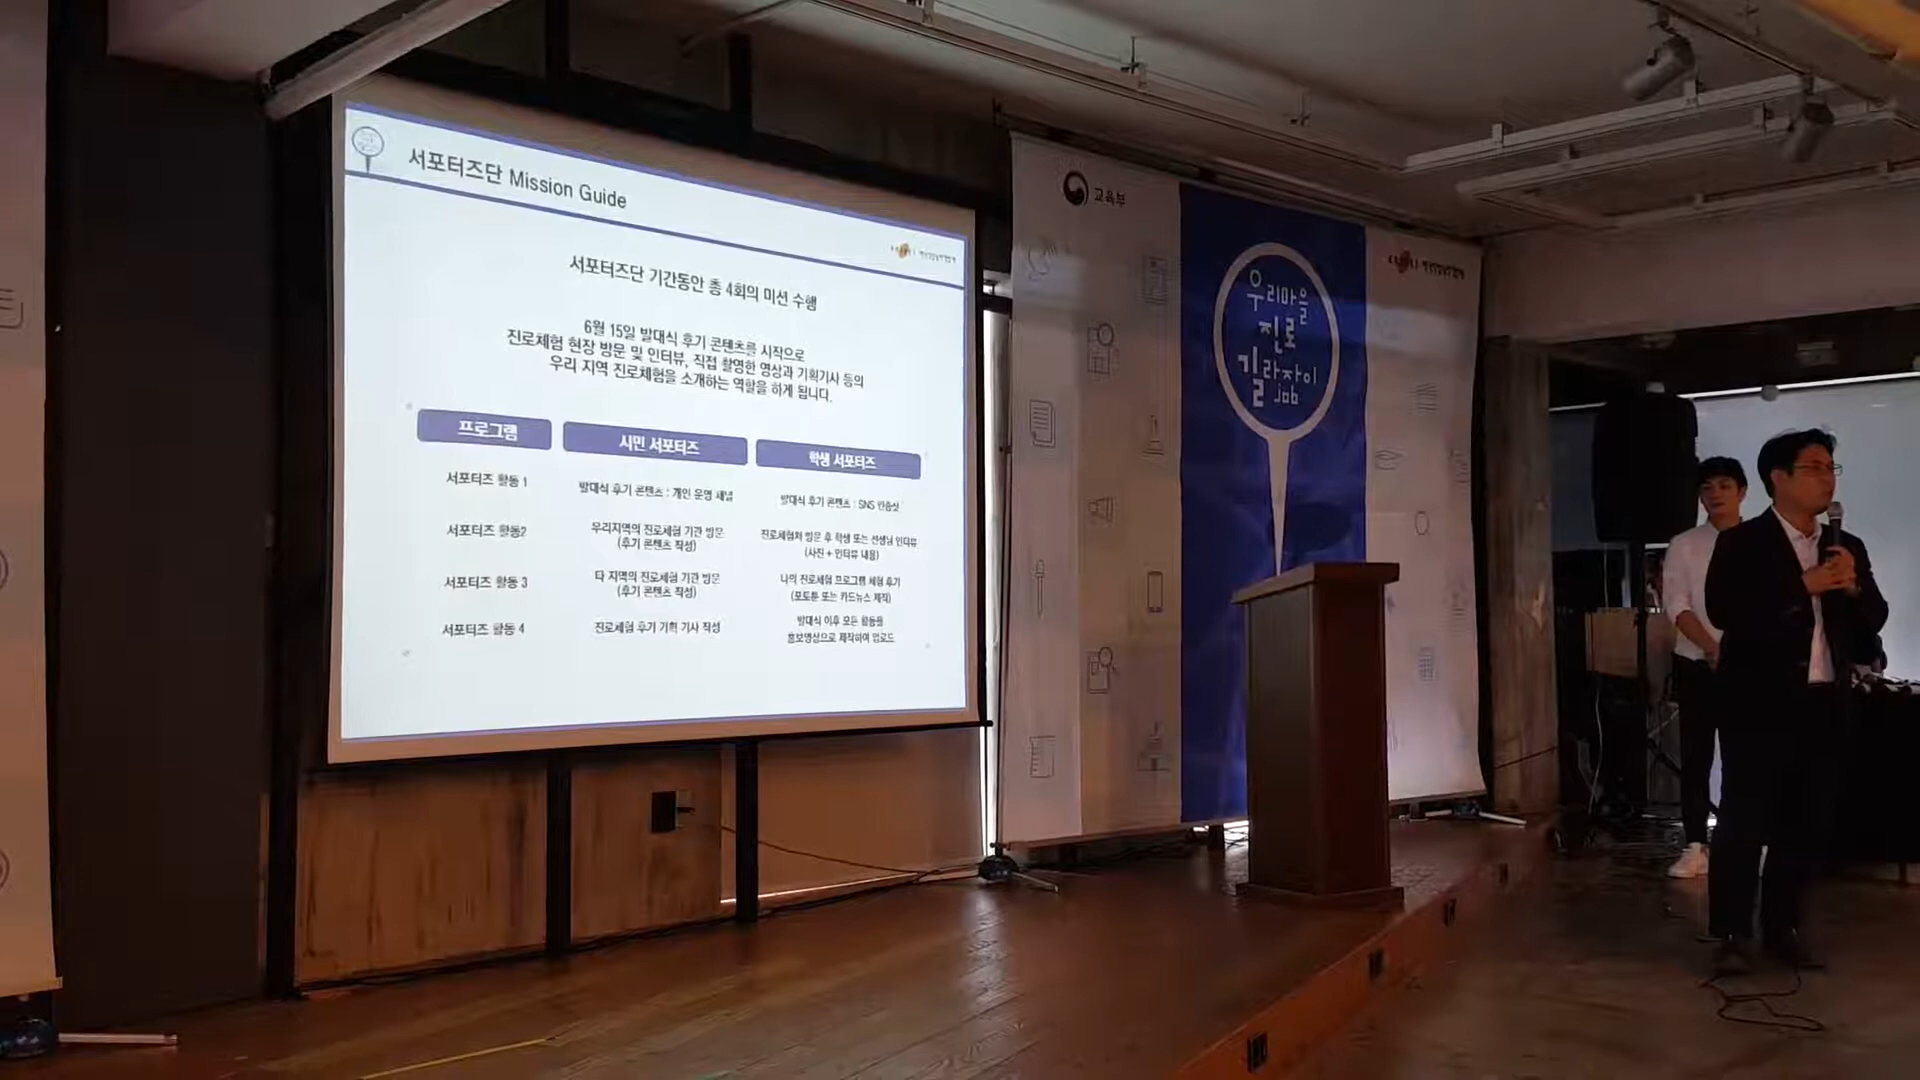 서포터즈단 Mission Guide
서포터즈단 기간동안 총 4회의 미션 수행
6월 15일 발대식 후기 콘텐츠를 시작으로
진로체험 현장 방문 및 인터뷰, 직접 촬영한 영상과 기획기사 등의
우리 지역 진로체험을 소개하는 역할을 하게 됩니다.
프로그램 시민 서포터즈 학생 서포터즈
서포터즈 활동 1 발대식 후기 콘텐츠 : 개인 운영 채널 발대식 후기 콘텐츠 : SNS 인증샷
서포터즈 활동2 우리지역의 진로체험 기관 방문 진로체험처 방문 후 학생 또는 선생님 인터뷰
(후기 콘텐츠 작성) (사진 + 인터뷰 내용)
서포터즈 활동 3 타 지역의 진로체험 기관 방문 나의 진로체험 프로그램 체험 후기
(후기 콘텐츠 작성) (포토툰 또는 카드뉴스 제작)
서포터즈 활동 4 진로체험 후기 기획 기사 작성 발대식 이후 모든 활동을
홍보영상으로 제작하여 업로드
교육부
우리마을
진로
길라잡이
job